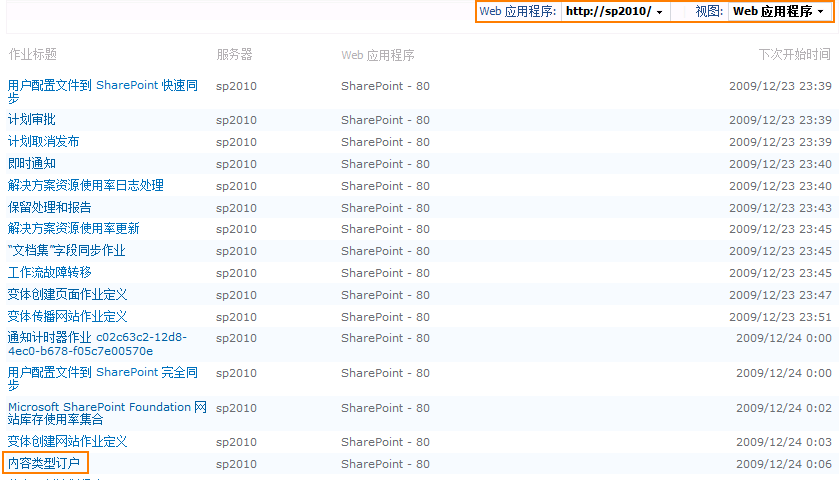 Web 应用程序: http://sp2010/ 视图: Web 应用程序
作业标题 服务器 Web 应用程序 下次开始时间
用户配置文件到 SharePoint 快速同 sp2010 SharePoint - 80 2009/12/23 23:39
步
计划审批 sp2010 SharePoint - 80 2009/12/23 23:39
计划取消发布 sp2010 SharePoint - 80 2009/12/23 23:39
即时通知 sp2010 SharePoint - 80 2009/12/23 23:40
解决方案资源使用率日志处理 sp2010 SharePoint - 80 2009/12/23 23:40
保留处理和报告 sp2010 SharePoint - 80 2009/12/23 23:43
解决方案资源使用率更新 sp2010 SharePoint - 80 2009/12/23 23:45
“文档集”字段同步作业 sp2010 SharePoint - 80 2009/12/23 23:45
工作流故障转移 sp2010 SharePoint - 80 2009/12/23 23:45
变体创建页面作业定义 sp2010 SharePoint - 80 2009/12/23 23:47
变体传播网站作业定义 sp2010 SharePoint - 80 2009/12/23 23:51
通知计时器作业 c02c63c2-12d8- sp2010 SharePoint - 80 2009/12/24 0:00
4ec0-b678-f05c7e00570e
用户配置文件到 SharePoint 完全同 sp2010 SharePoint - 80 2009/12/24 0:00
步
Microsoft SharePoint Foundation 网 sp2010 SharePoint - 80 2009/12/24 0:02
站库存使用率集合
变体创建网站作业定义 sp2010 SharePoint - 80 2009/12/24 0:03
内容类型订户 sp2010 SharePoint - 80 2009/12/24 0:06